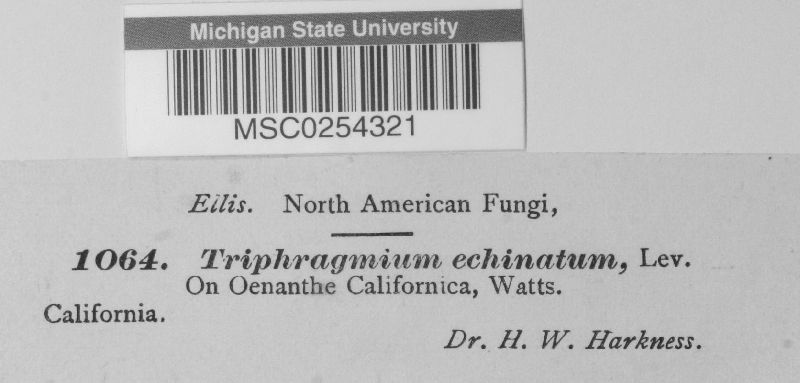 Michigan State University
MSC0254321
Ellis. North American Fungi,
1064. Triphragmium echinatum, Lev.
On Oenanthe Californica, Watts.
California.
Dr. H. W. Harkness.